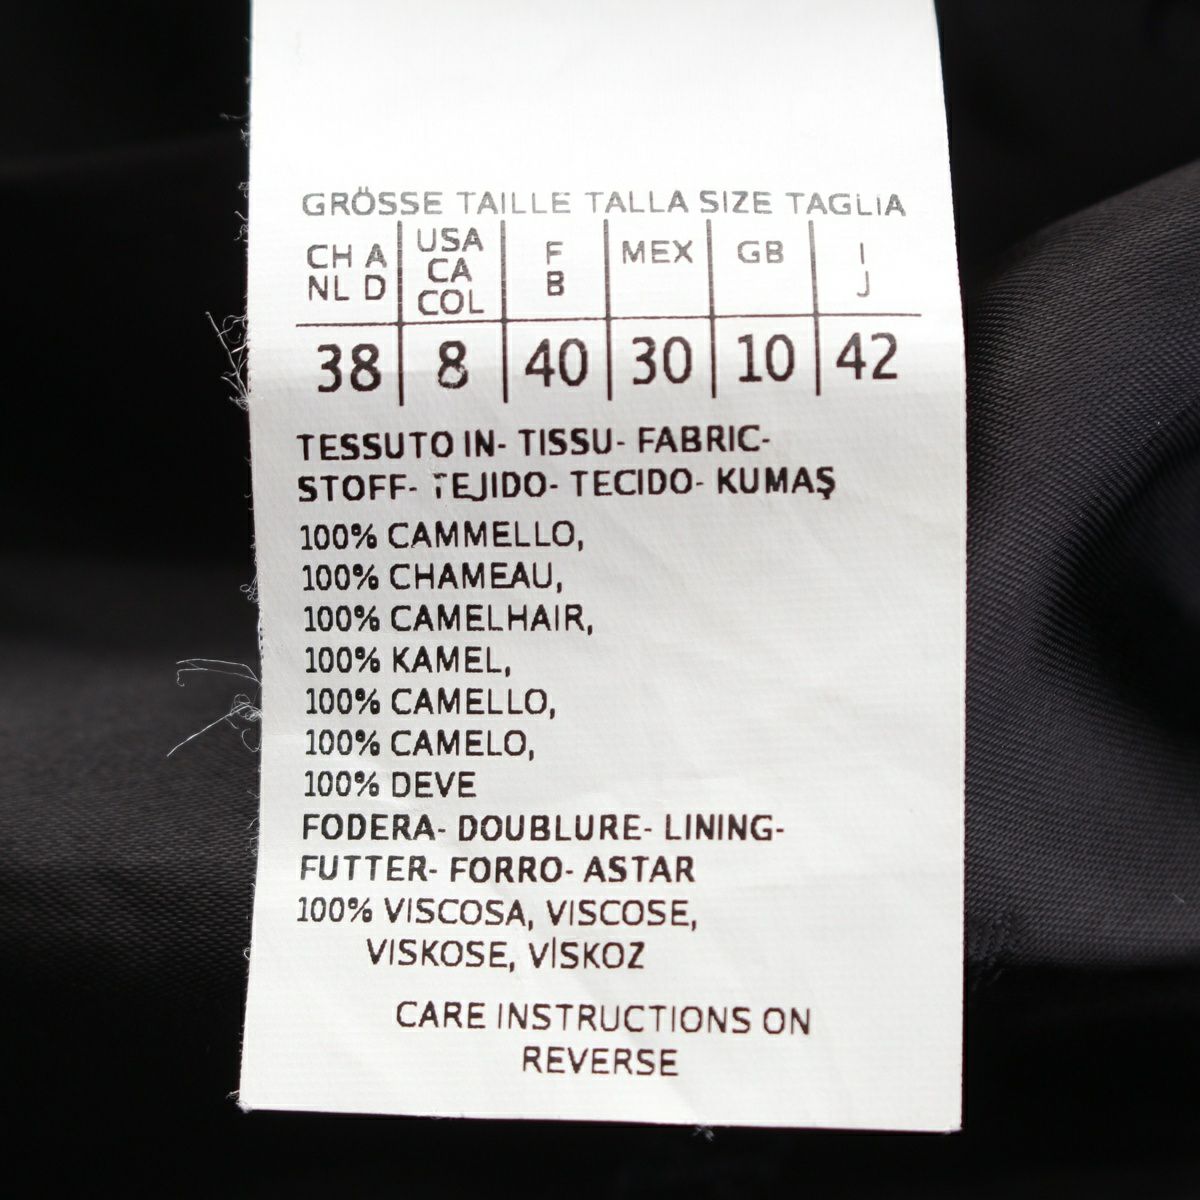 GRÖSSE TAILLE TALLA SIZE TAGLIA
CH A NL D | USA CA COL | F B | MEX | GB | I J
38 | 8 | 40 | 30 | 10 | 42
TESSUTO IN- TISSU- FABRIC-
STOFF- TEJIDO- TECIDO- KUMAŞ
100% CAMMELLO,
100% CHAMEAU,
100% CAMELHAIR,
100% KAMEL,
100% CAMELLO,
100% CAMELO,
100% DEVE
FODERA- DOUBLURE- LINING-
FUTTER- FORRO- ASTAR
100% VISCOSA, VISCOSE,
VISKOSE, VİSKOZ
CARE INSTRUCTIONS ON
REVERSE